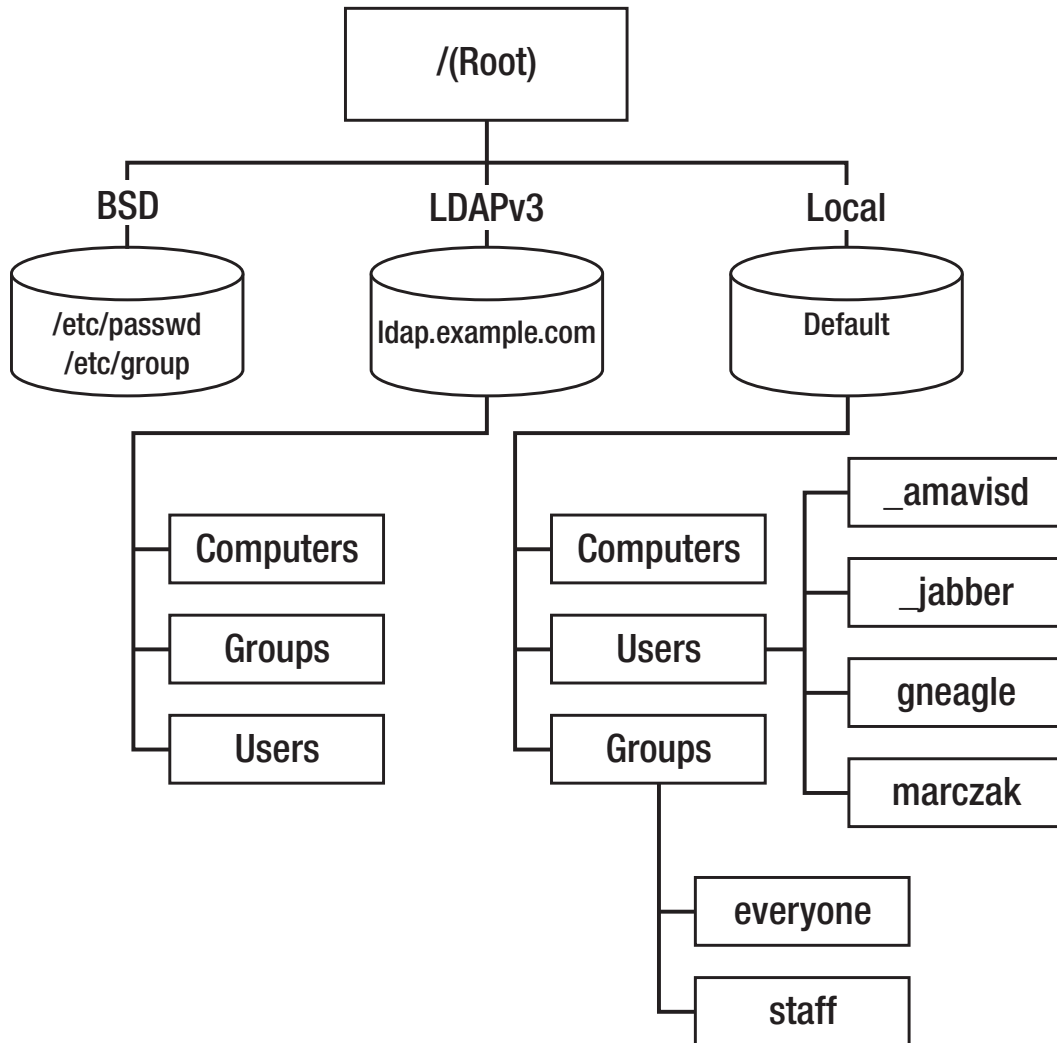 /(Root)
BSD
LDAPv3
Local
/etc/passwd
/etc/group
ldap.example.com
Default
Computers
Groups
Users
Computers
Users
Groups
_amavisd
_jabber
gneagle
marczak
everyone
staff